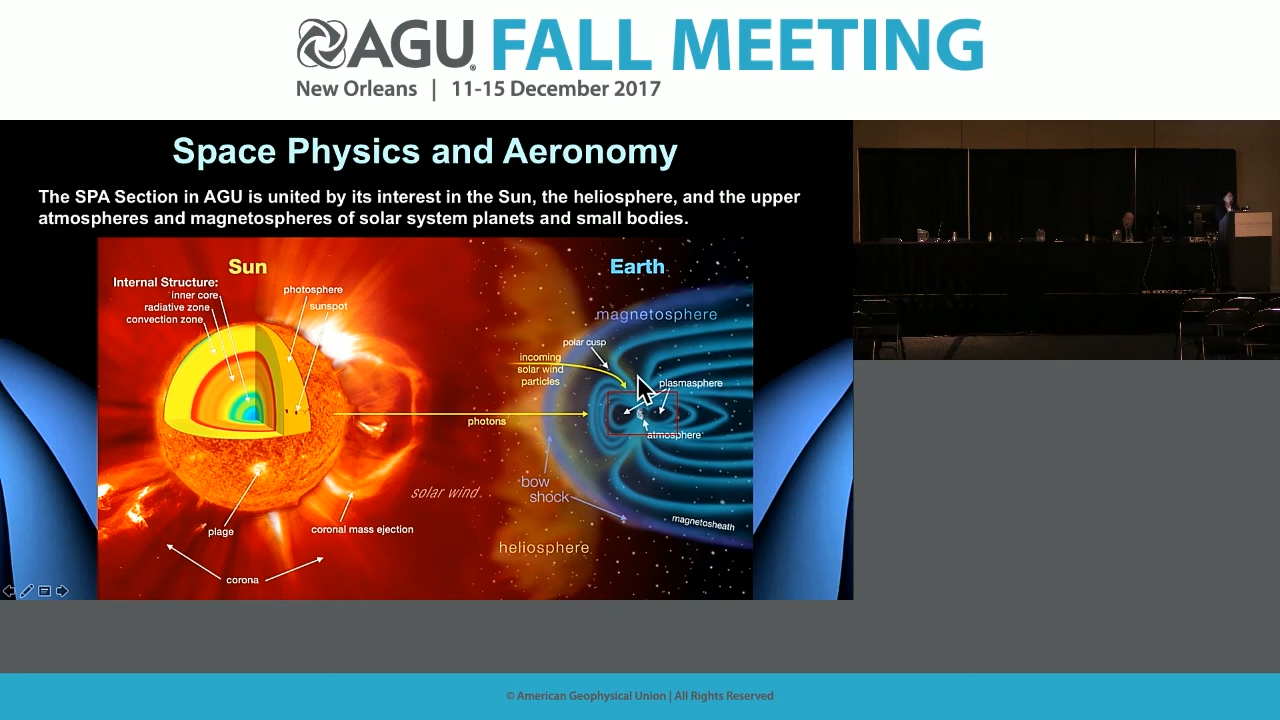 AGU FALL MEETING
New Orleans | 11-15 December 2017
Space Physics and Aeronomy
The SPA Section in AGU is united by its interest in the Sun, the heliosphere, and the upper
atmospheres and magnetospheres of solar system planets and small bodies.
Sun
Earth
Internal Structure:
inner core
radiative zone
convection zone
photosphere
sunspot
magnetosphere
polar cusp
incoming
solar wind
particles
plasmasphere
photons
atmosphere
solar wind
bow
shock
magnetosheath
plage
coronal mass ejection
heliosphere
corona
© American Geophysical Union | All Rights Reserved